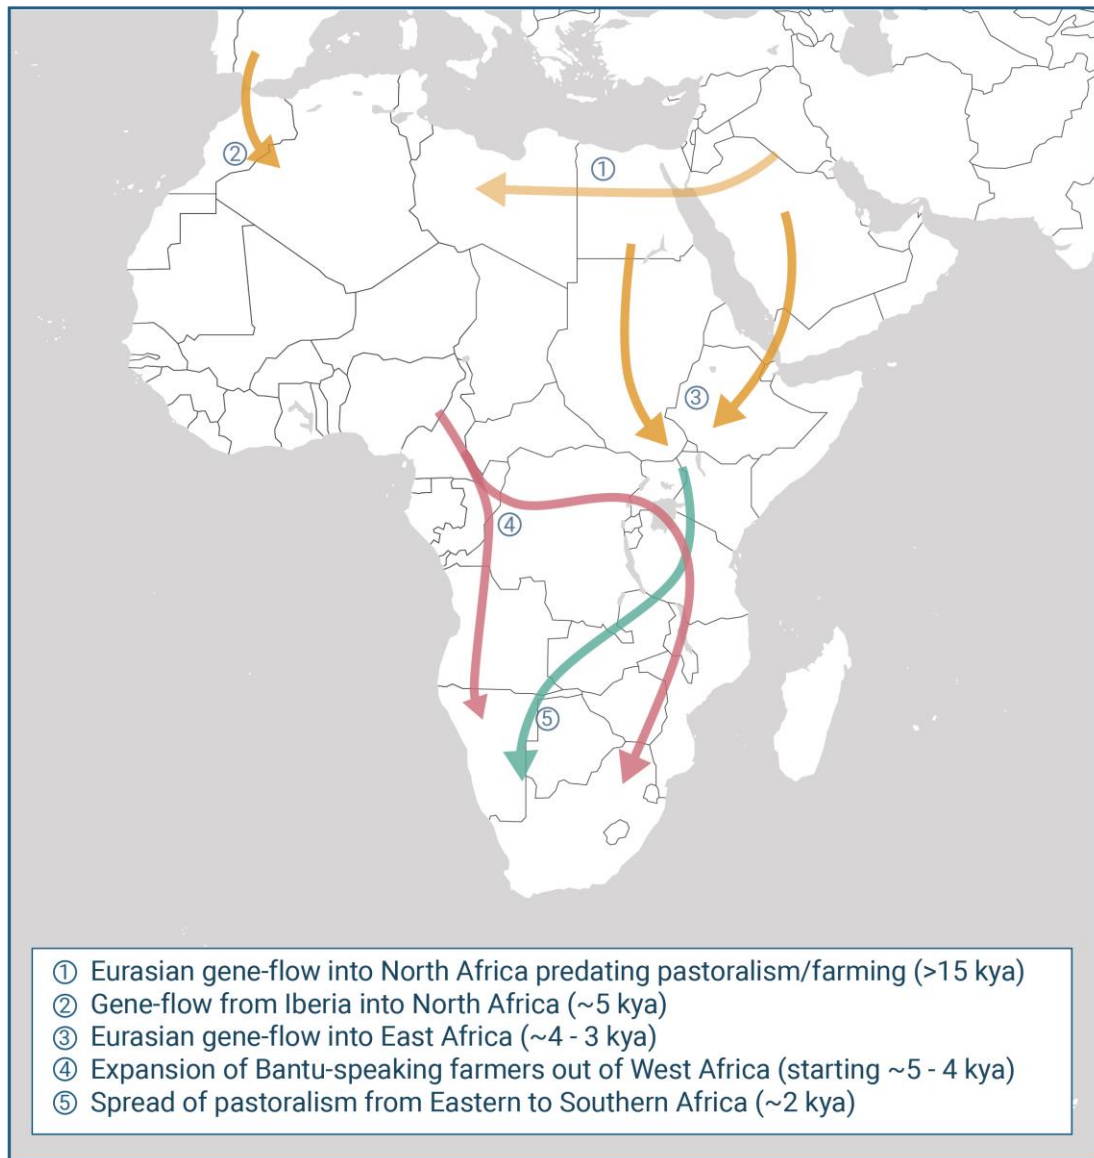 ②
①
③
④
⑤
① Eurasian gene-flow into North Africa predating pastoralism/farming (>15 kya)
② Gene-flow from Iberia into North Africa (~5 kya)
③ Eurasian gene-flow into East Africa (~4 - 3 kya)
④ Expansion of Bantu-speaking farmers out of West Africa (starting ~5 - 4 kya)
⑤ Spread of pastoralism from Eastern to Southern Africa (~2 kya)